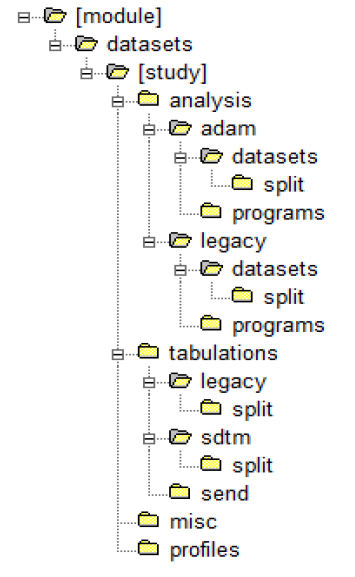 [module]
datasets
[study]
analysis
adam
datasets
split
programs
legacy
datasets
split
programs
tabulations
legacy
split
sdtm
split
send
misc
profiles